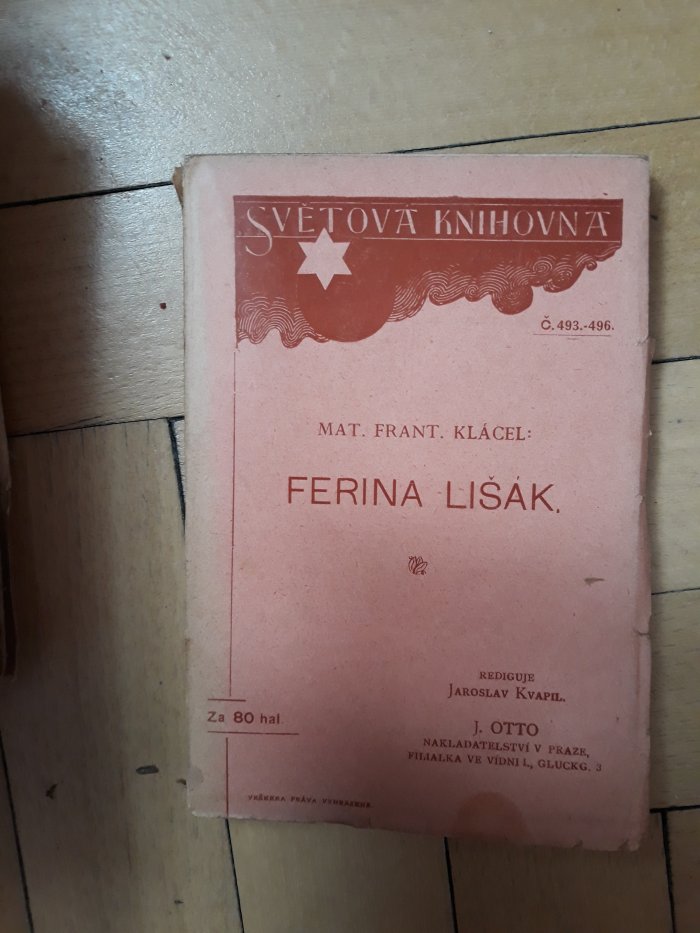 SVĚTOVÁ KNIHOVNA
Č. 493.-496.
MAT. FRANT. KLÁCEL:
FERINA LIŠÁK.
REDIGUJE
JAROSLAV KVAPIL.
Za 80 hal.
J. OTTO
NAKLADATELSTVÍ V PRAZE,
FILIALKA VE VÍDNI I., GLUCKG. 3
VEŠKERA PRÁVA VYHRAZENA.